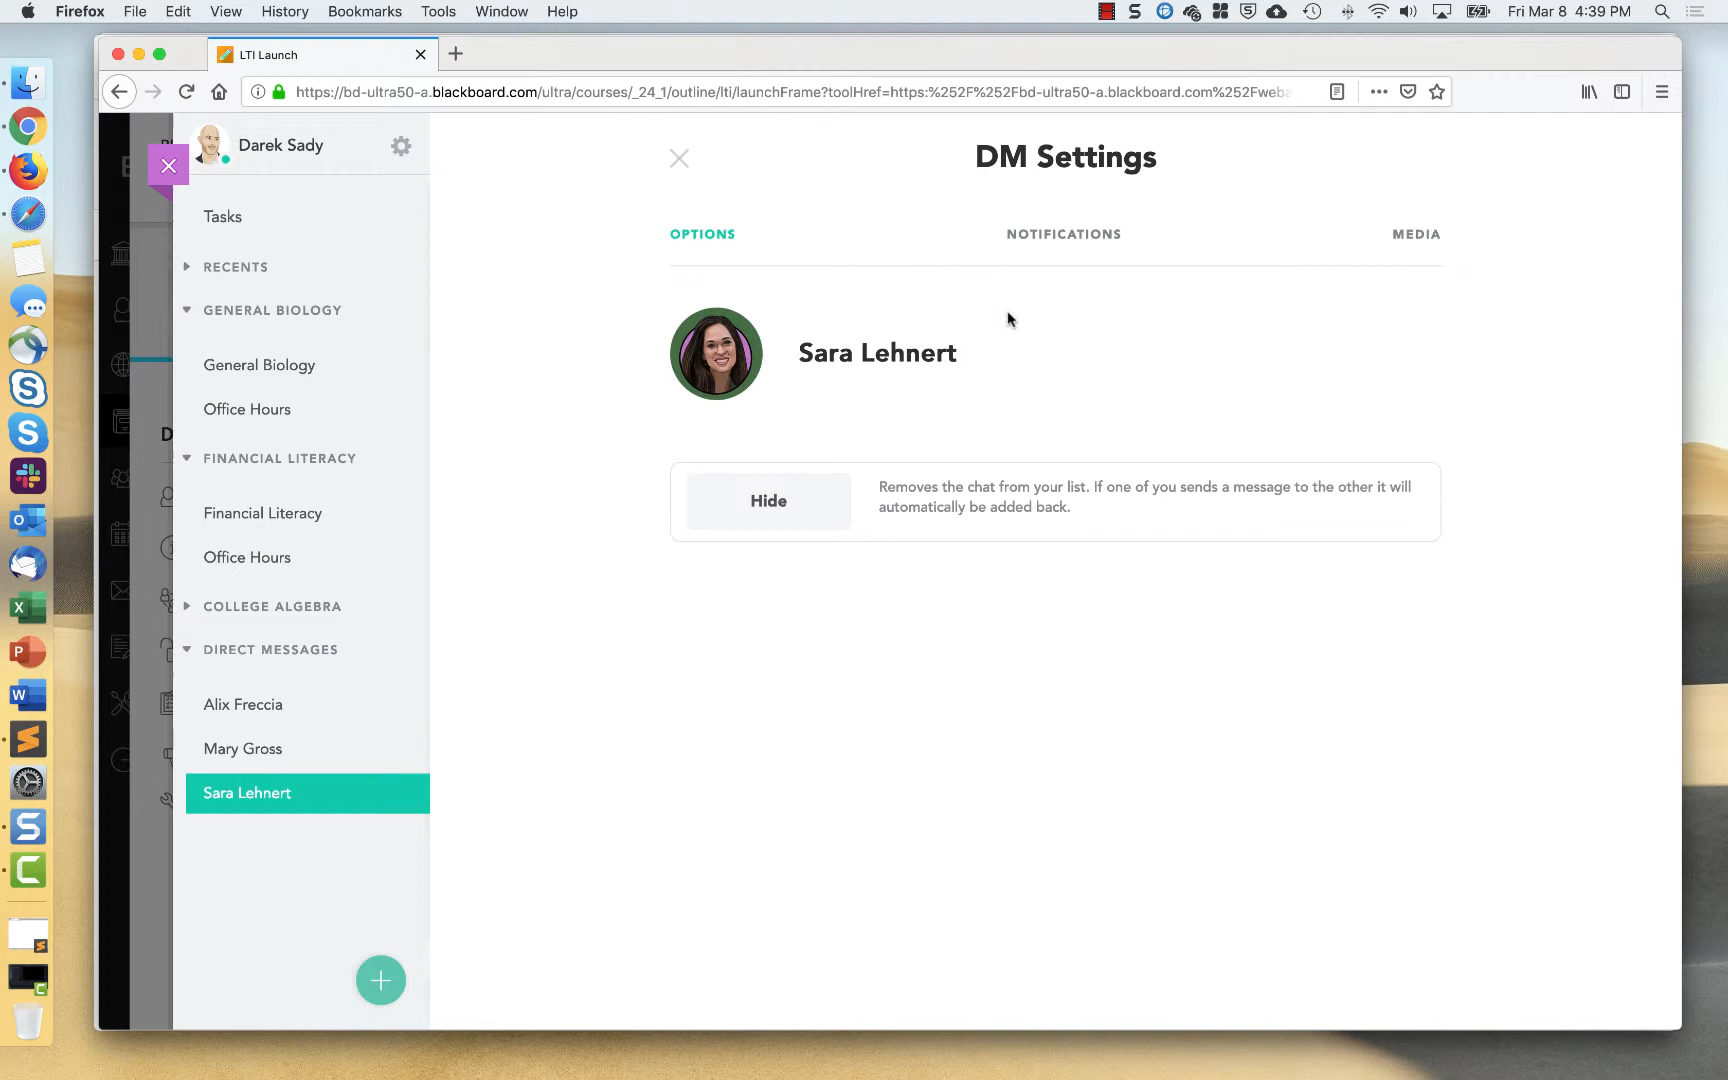 Firefox File Edit View History Bookmarks Tools Window Help Fri Mar 8 4:39 PM
LTI Launch
https://bd-ultra50-a.blackboard.com/ultra/courses/_24_1/outline/lti/launchFrame?toolHref=https:%252F%252Fbd-ultra50-a.blackboard.com%252Fweba
Darek Sady
DM Settings
Tasks
OPTIONS NOTIFICATIONS MEDIA
RECENTS
GENERAL BIOLOGY
Sara Lehnert
General Biology
Office Hours
FINANCIAL LITERACY
Hide
Removes the chat from your list. If one of you sends a message to the other it will
automatically be added back.
Financial Literacy
Office Hours
COLLEGE ALGEBRA
DIRECT MESSAGES
Alix Freccia
Mary Gross
Sara Lehnert